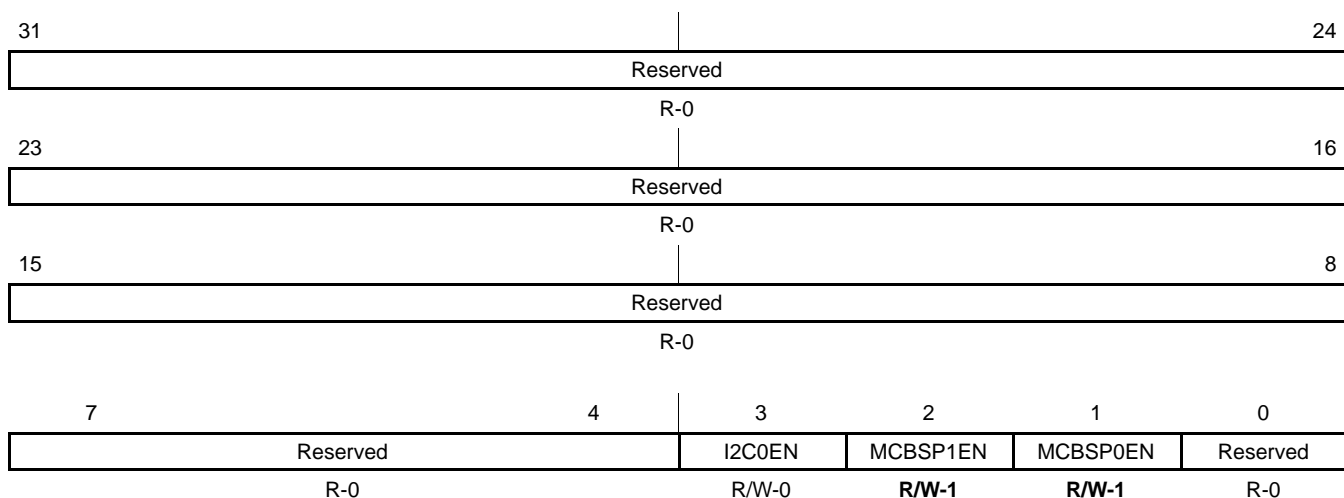 31 24
Reserved
R-0
23 16
Reserved
R-0
15 8
Reserved
R-0
7 4 3 2 1 0
Reserved I2C0EN MCBSP1EN MCBSP0EN Reserved
R-0 R/W-0 R/W-1 R/W-1 R-0